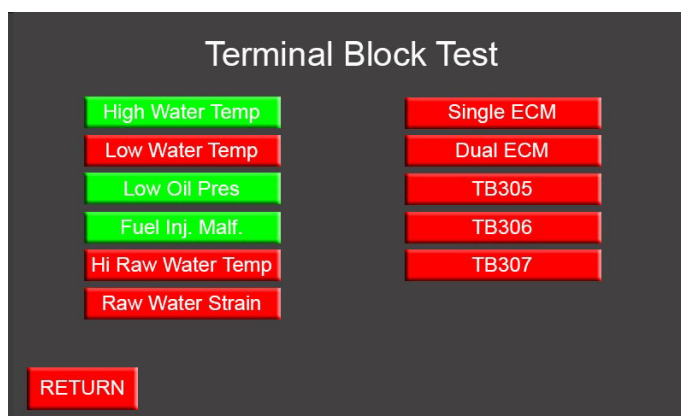 Terminal Block Test
High Water Temp
Low Water Temp
Low Oil Pres
Fuel Inj. Malf.
Hi Raw Water Temp
Raw Water Strain
Single ECM
Dual ECM
TB305
TB306
TB307
RETURN